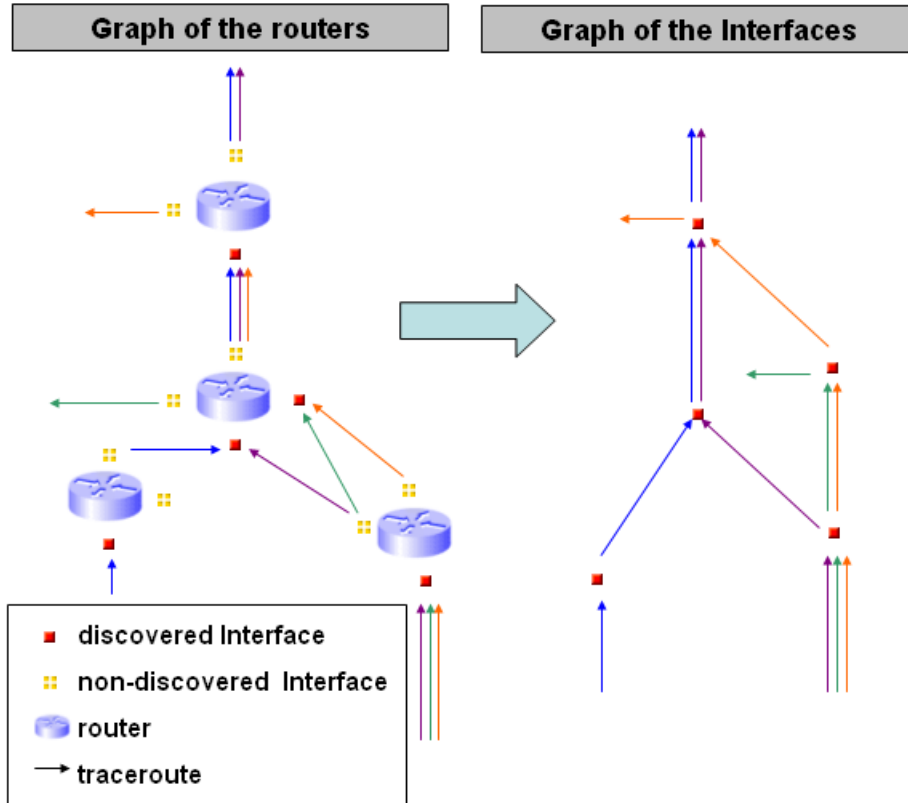 Graph of the routers
Graph of the Interfaces
discovered Interface
non-discovered Interface
router
traceroute